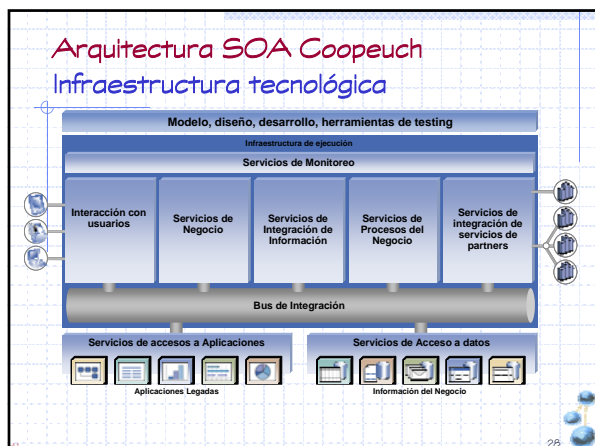 Arquitectura SOA Coopeuch
Infraestructura tecnológica
Modelo, diseño, desarrollo, herramientas de testing
Infraestructura de ejecución
Servicios de Monitoreo
Interacción con
usuarios
Servicios de
Negocio
Servicios de
Integración de
Información
Servicios de
Procesos del
Negocio
Servicios de
integración de
servicios de
partners
Bus de Integración
Servicios de accesos a Aplicaciones
Servicios de Acceso a datos
Aplicaciones Legadas
Información del Negocio
28